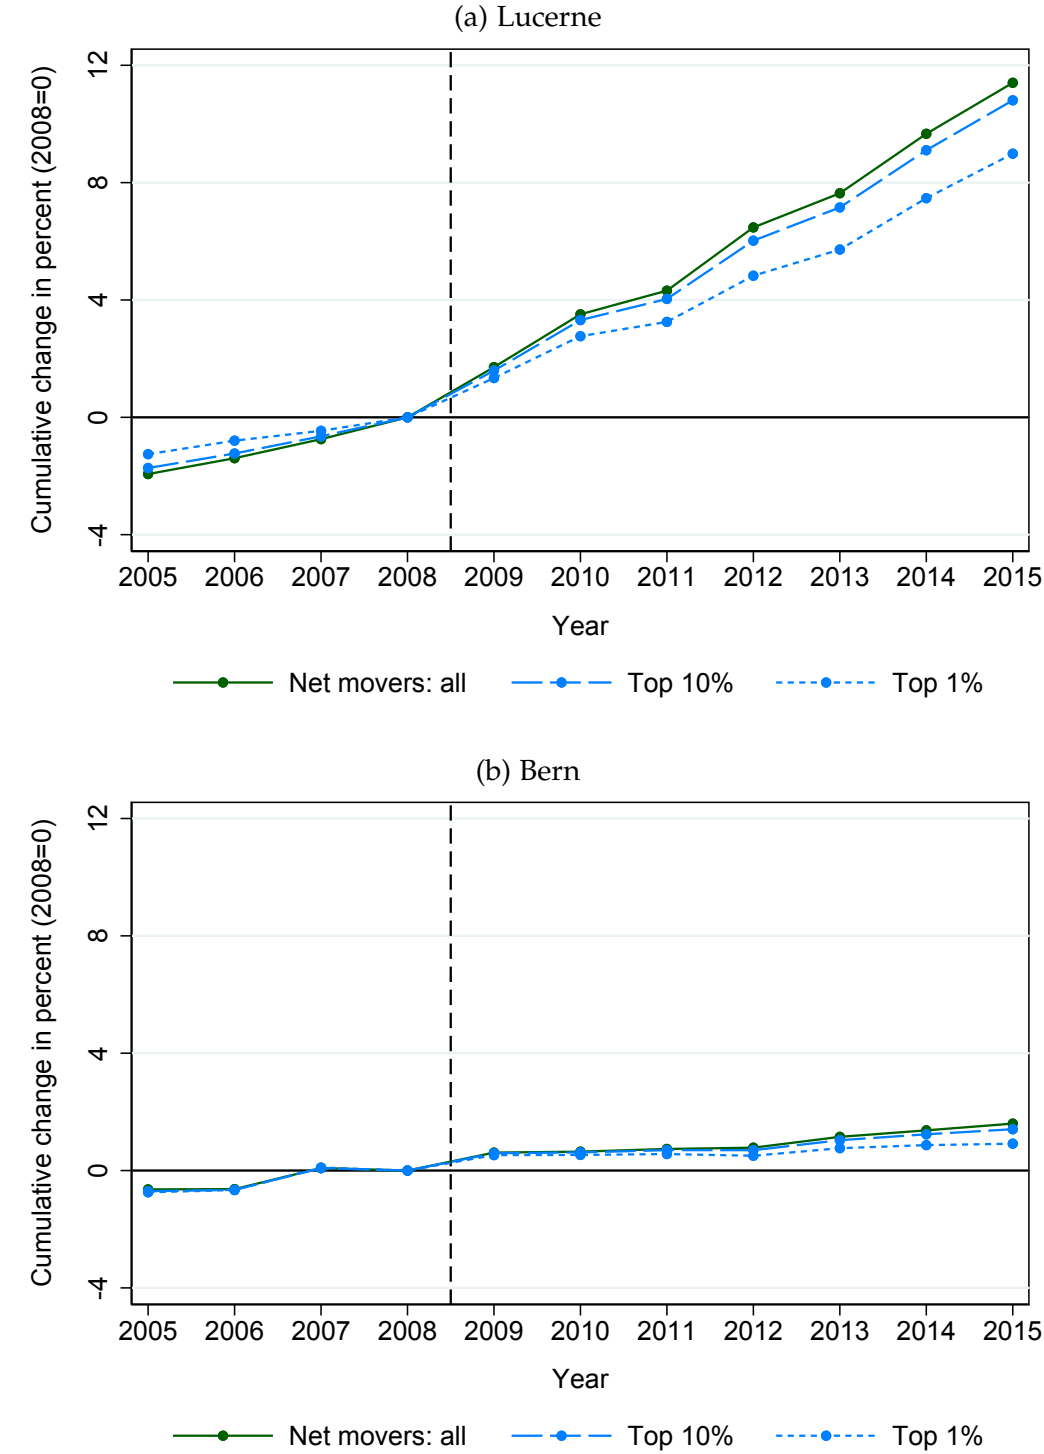 (a) Lucerne
Cumulative change in percent (2008=0)
12
8
4
0
-4
2005 2006 2007 2008 2009 2010 2011 2012 2013 2014 2015
Year
Net movers: all Top 10% Top 1%
(b) Bern
Cumulative change in percent (2008=0)
12
8
4
0
-4
2005 2006 2007 2008 2009 2010 2011 2012 2013 2014 2015
Year
Net movers: all Top 10% Top 1%